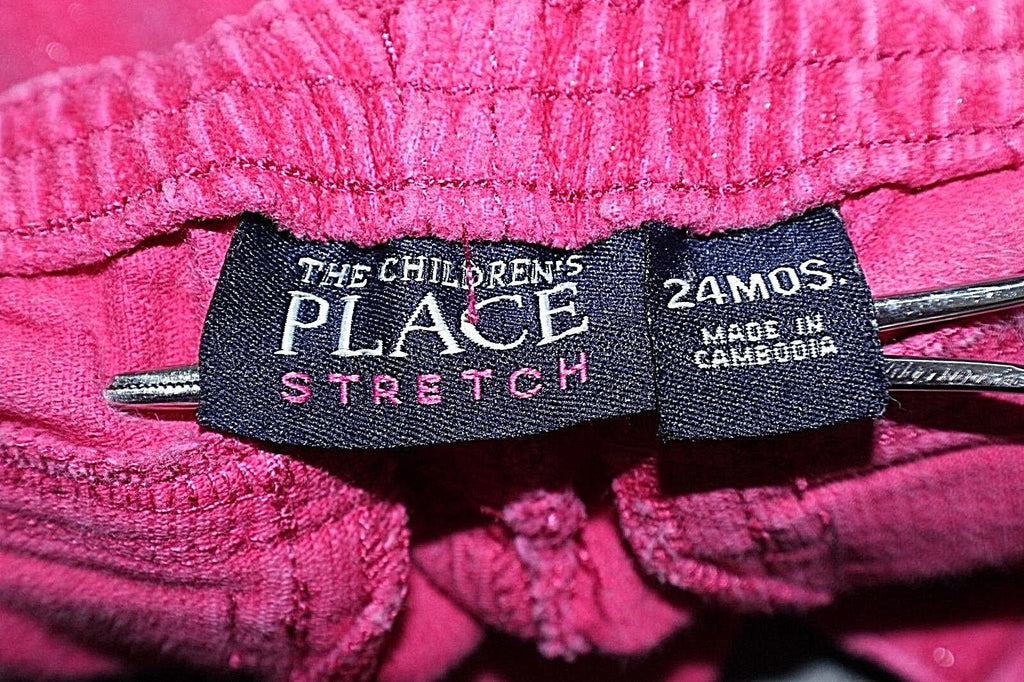 THE CHILDREN'S
PLACE
STRETCH
24MOS.
MADE IN
CAMBODIA